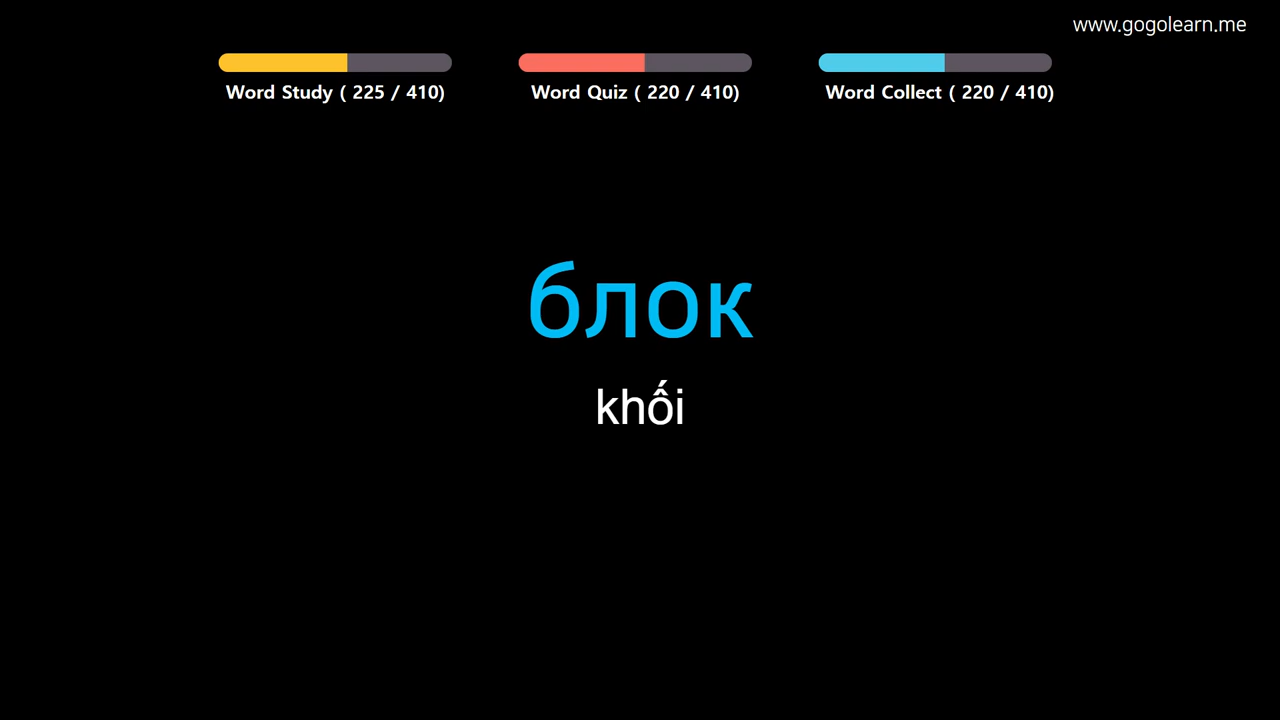 www.gogolearn.me
Word Study ( 225 / 410)
Word Quiz ( 220 / 410)
Word Collect ( 220 / 410)
блок
khối